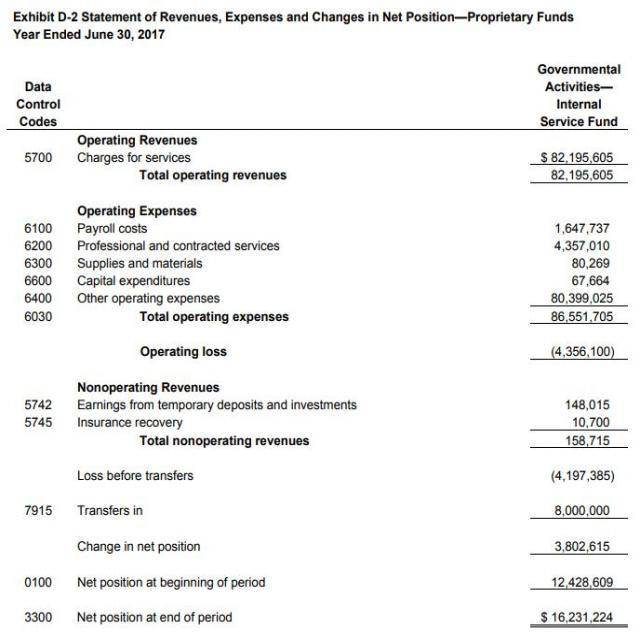 Exhibit D-2 Statement of Revenues, Expenses and Changes in Net Position—Proprietary Funds
Year Ended June 30, 2017
Governmental
Data Activities—
Control Internal
Codes Service Fund
Operating Revenues
5700 Charges for services $ 82,195,605
Total operating revenues 82,195,605
Operating Expenses
6100 Payroll costs 1,647,737
6200 Professional and contracted services 4,357,010
6300 Supplies and materials 80,269
6600 Capital expenditures 67,664
6400 Other operating expenses 80,399,025
6030 Total operating expenses 86,551,705
Operating loss (4,356,100)
Nonoperating Revenues
5742 Earnings from temporary deposits and investments 148,015
5745 Insurance recovery 10,700
Total nonoperating revenues 158,715
Loss before transfers (4,197,385)
7915 Transfers in 8,000,000
Change in net position 3,802,615
0100 Net position at beginning of period 12,428,609
3300 Net position at end of period $ 16,231,224